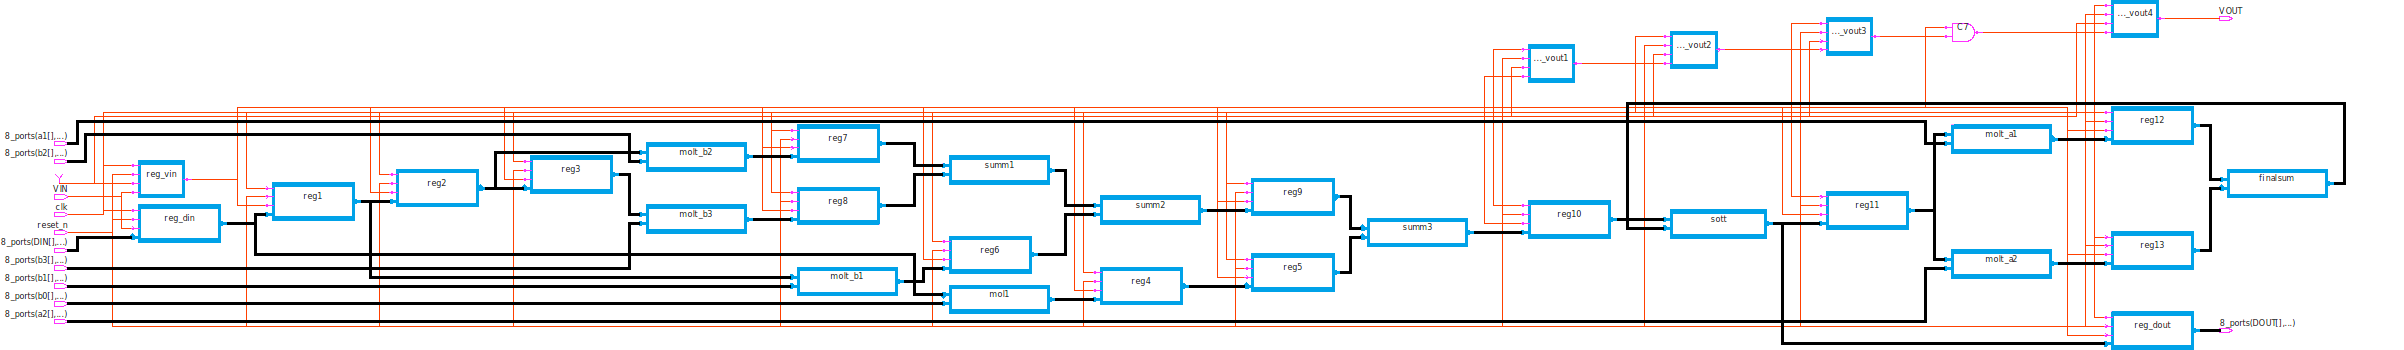 8_ports(a1[],...)
8_ports(b2[],...)
VIN
clk
reset_n
8_ports(DIN[],...)
8_ports(b3[],...)
8_ports(b1[],...)
8_ports(b0[],...)
8_ports(a2[],...)
reg_vin
reg_din
reg1
reg2
reg3
molt_b2
molt_b3
reg7
reg8
molt_b1
summ1
reg6
mol1
summ2
reg4
reg9
reg5
summ3
..._vout1
reg10
..._vout2
sott
..._vout3
reg11
C7
molt_a1
molt_a2
..._vout4
reg12
reg13
reg_dout
finalsum
VOUT
8_ports(DOUT[],...)